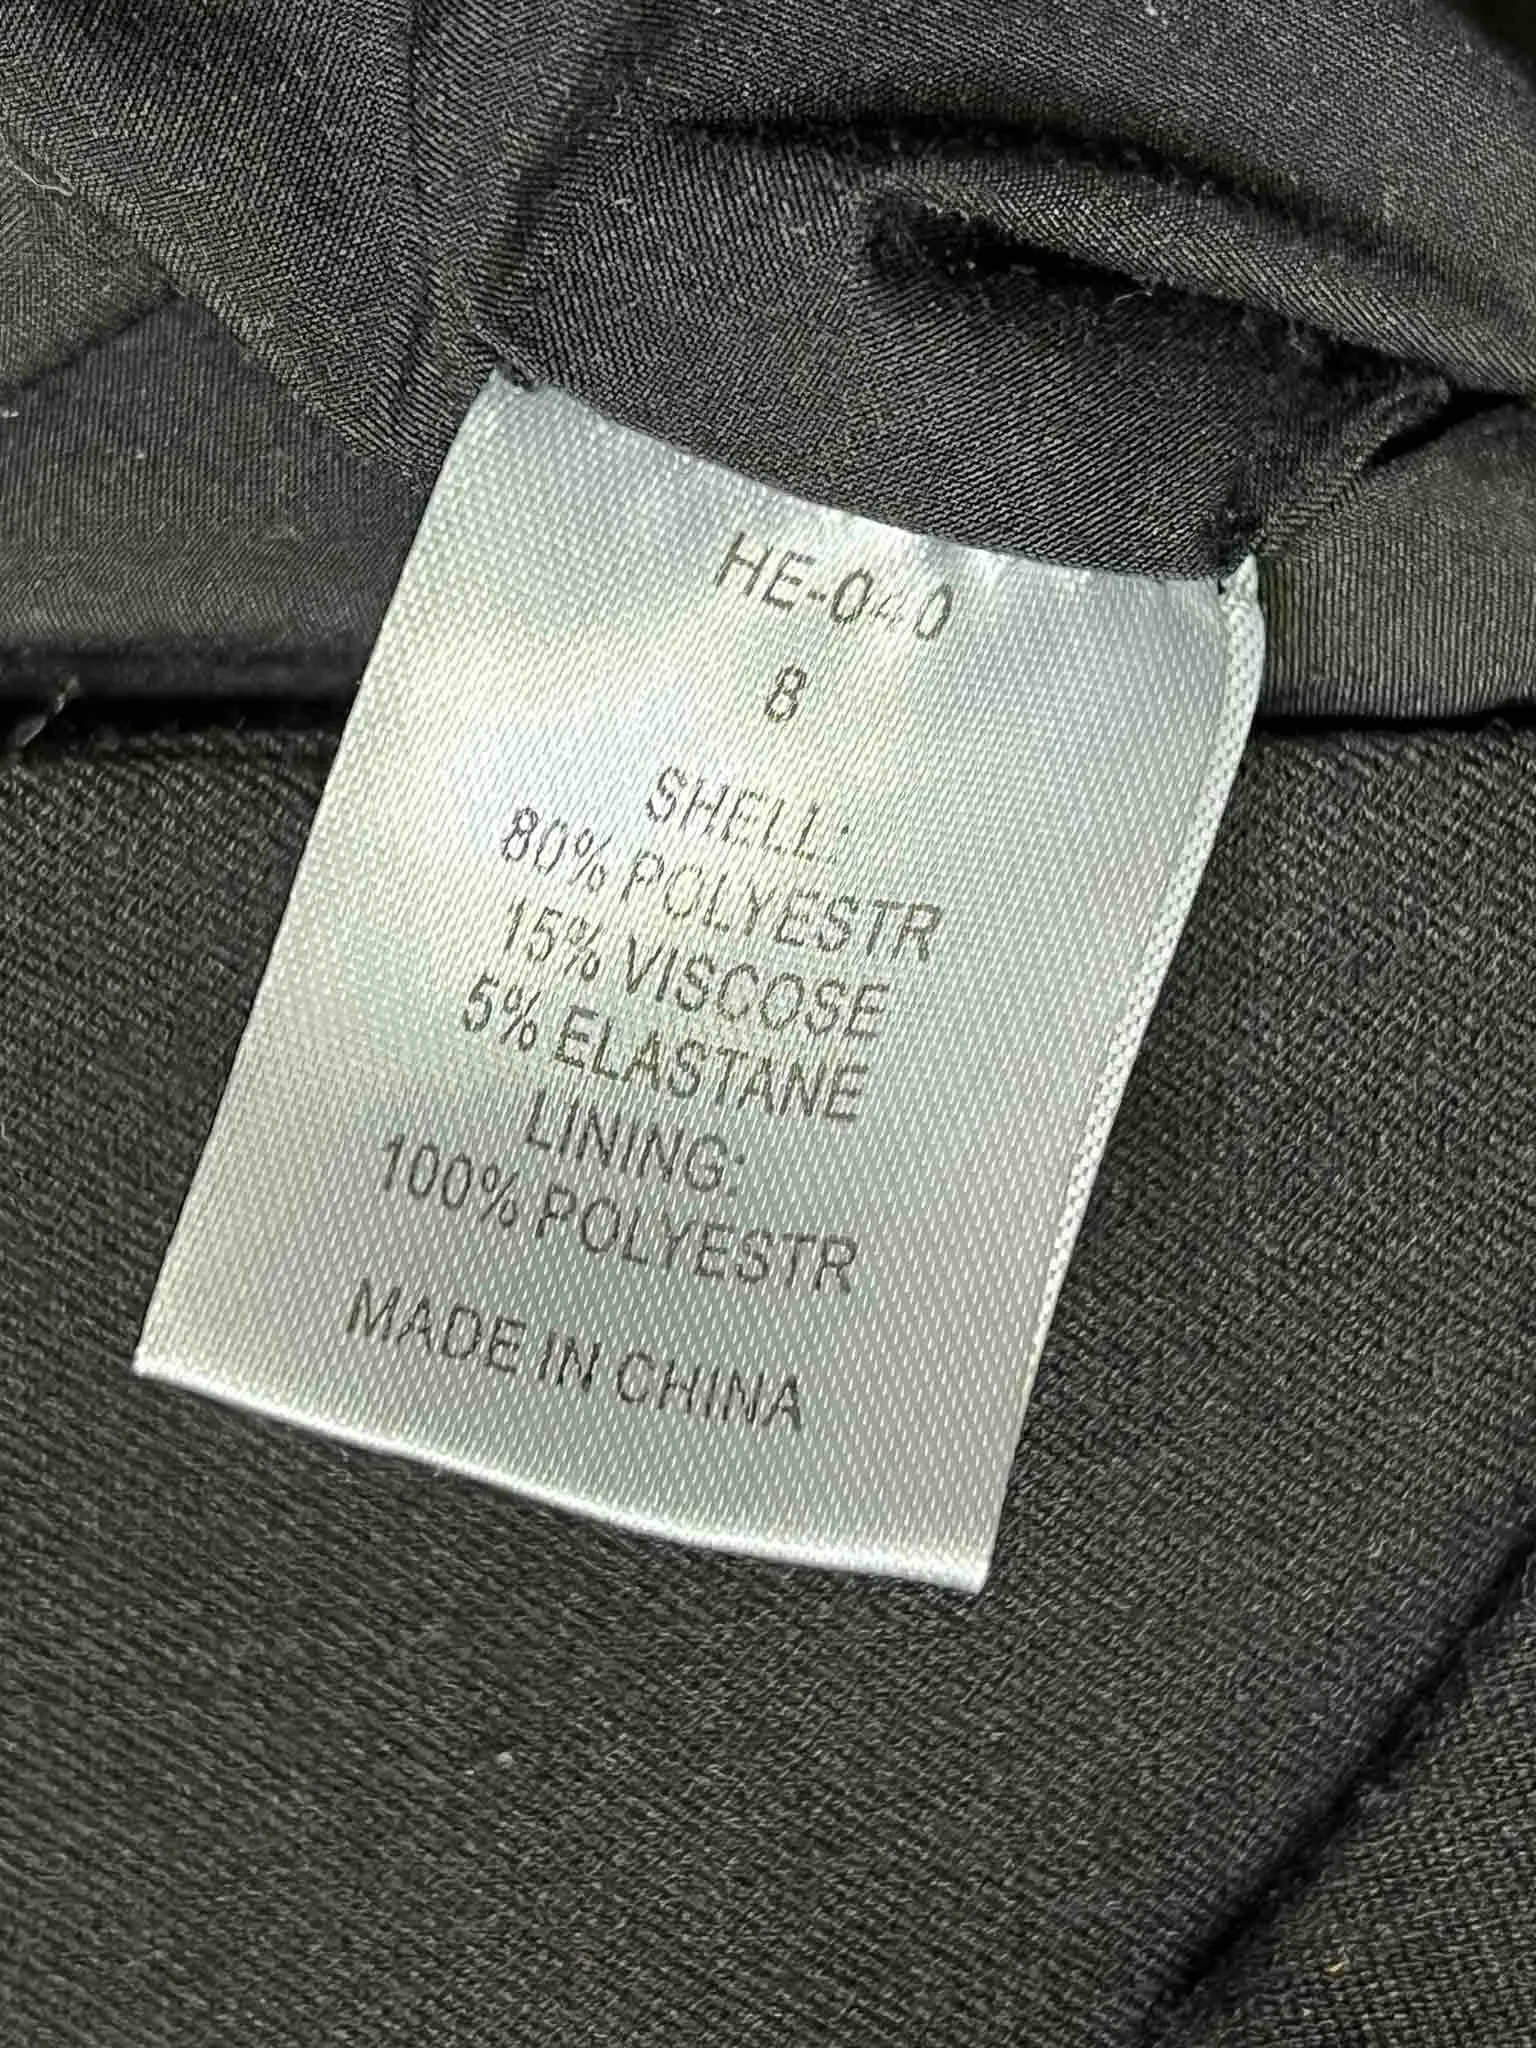 HE-040
8
SHELL:
80% POLYESTR
15% VISCOSE
5% ELASTANE
LINING:
100% POLYESTR
MADE IN CHINA